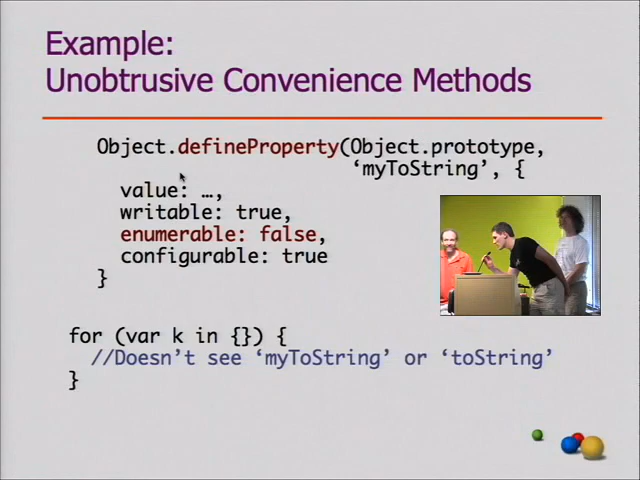 Example:
Unobtrusive Convenience Methods
Object.defineProperty(Object.prototype,
‘myToString’, {
value: …,
writable: true,
enumerable: false,
configurable: true
}
for (var k in {}) {
//Doesn’t see ‘myToString’ or ‘toString’
}